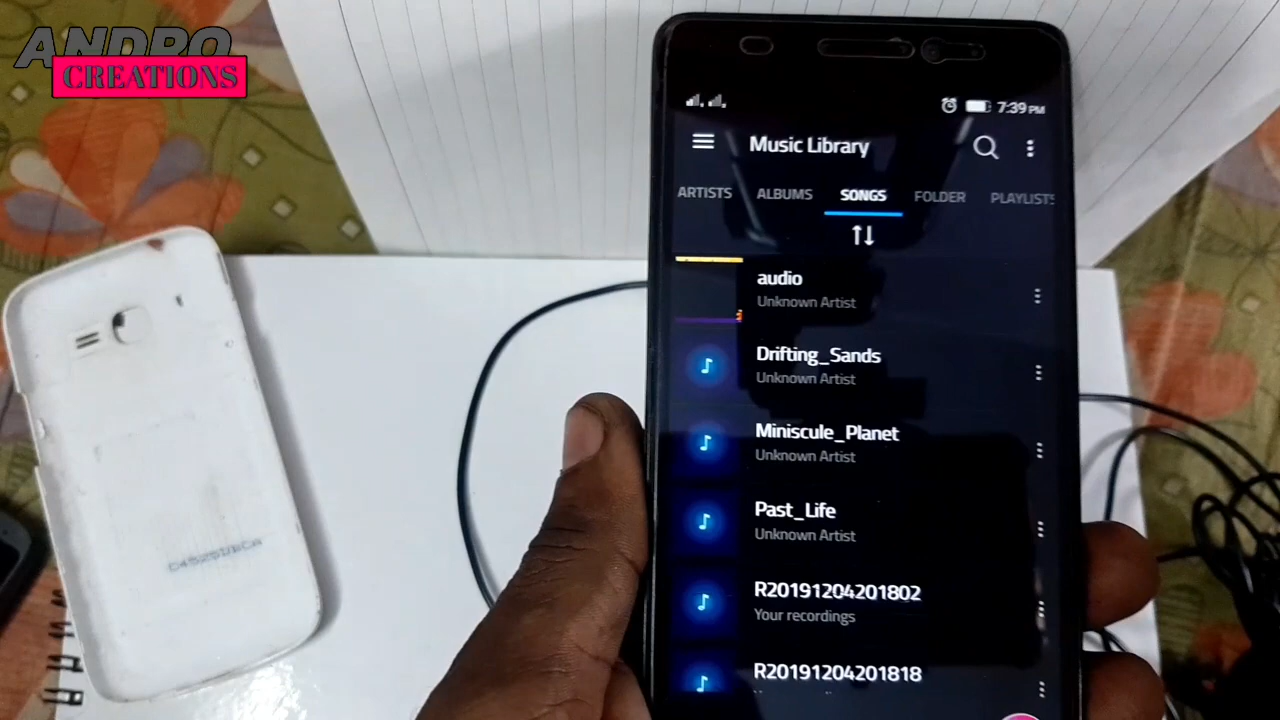 ANDRO
CREATIONS
7:39 PM
Music Library
ARTISTS ALBUMS SONGS FOLDER PLAYLISTS
audio
Unknown Artist
Drifting_Sands
Unknown Artist
Miniscule_Planet
Unknown Artist
Past_Life
Unknown Artist
R20191204201802
Your recordings
R20191204201818